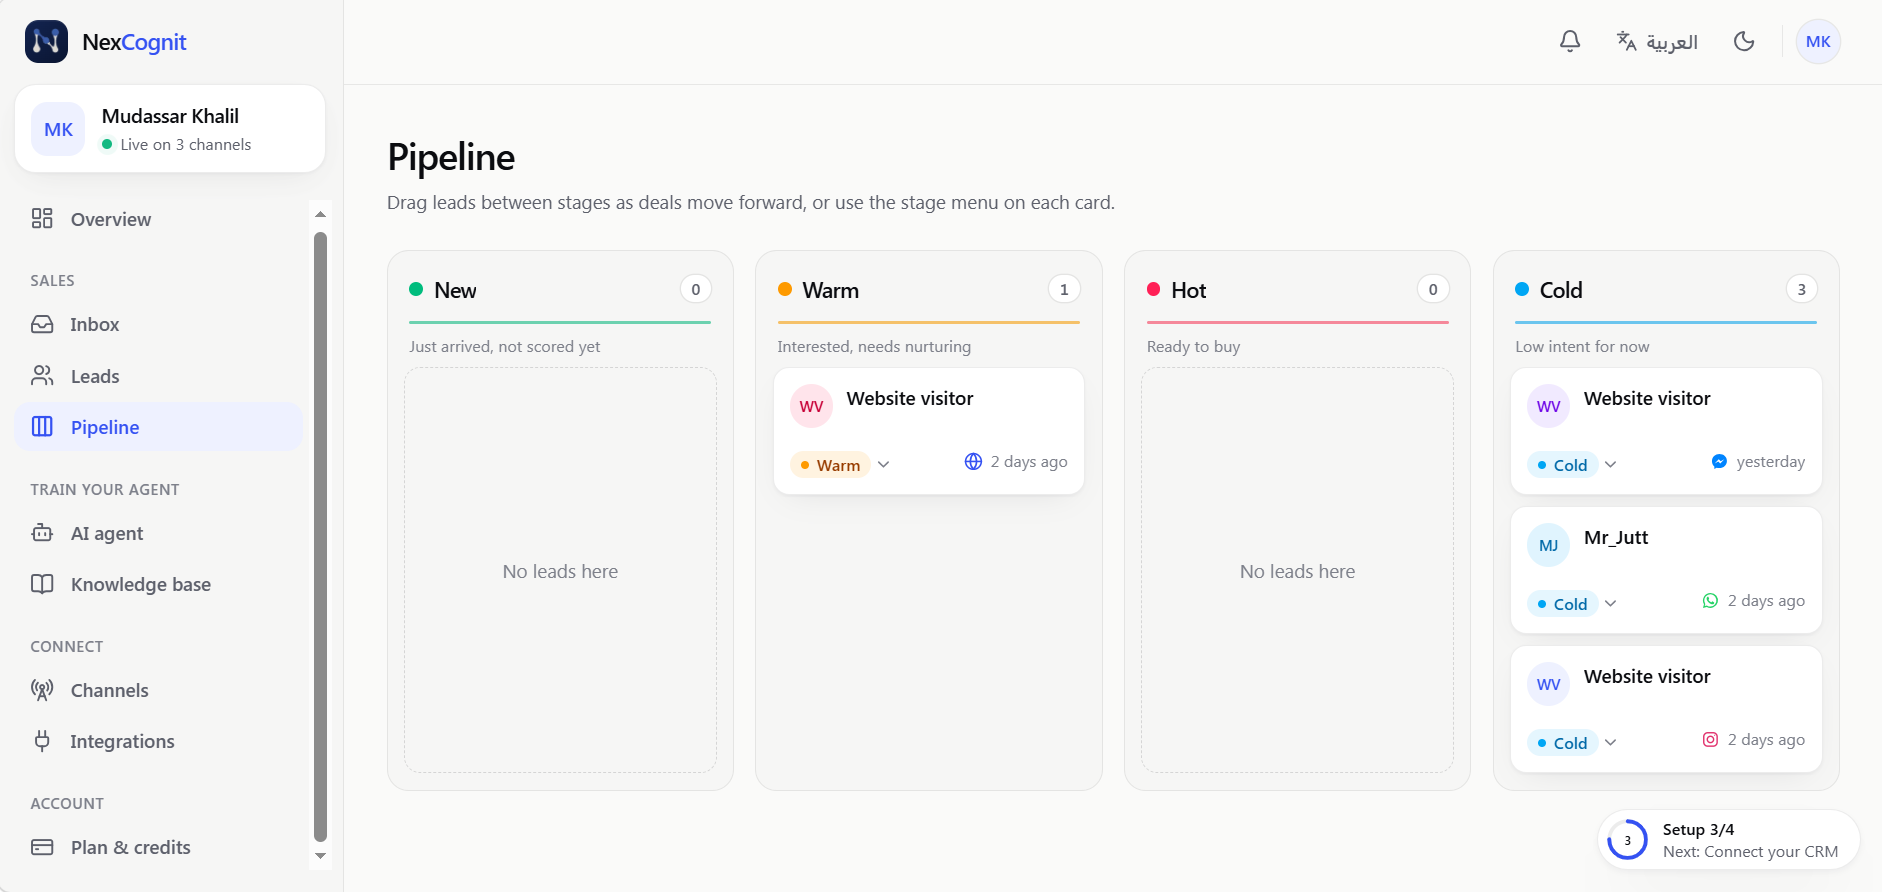 NexCognit
العربية
MK
MK
Mudassar Khalil
Live on 3 channels
Overview
SALES
Inbox
Leads
Pipeline
TRAIN YOUR AGENT
AI agent
Knowledge base
CONNECT
Channels
Integrations
ACCOUNT
Plan & credits
Pipeline
Drag leads between stages as deals move forward, or use the stage menu on each card.
New
0
Just arrived, not scored yet
No leads here
Warm
1
Interested, needs nurturing
WV
Website visitor
Warm
2 days ago
Hot
0
Ready to buy
No leads here
Cold
3
Low intent for now
WV
Website visitor
Cold
yesterday
MJ
Mr_Jutt
Cold
2 days ago
WV
Website visitor
Cold
2 days ago
3
Setup 3/4
Next: Connect your CRM